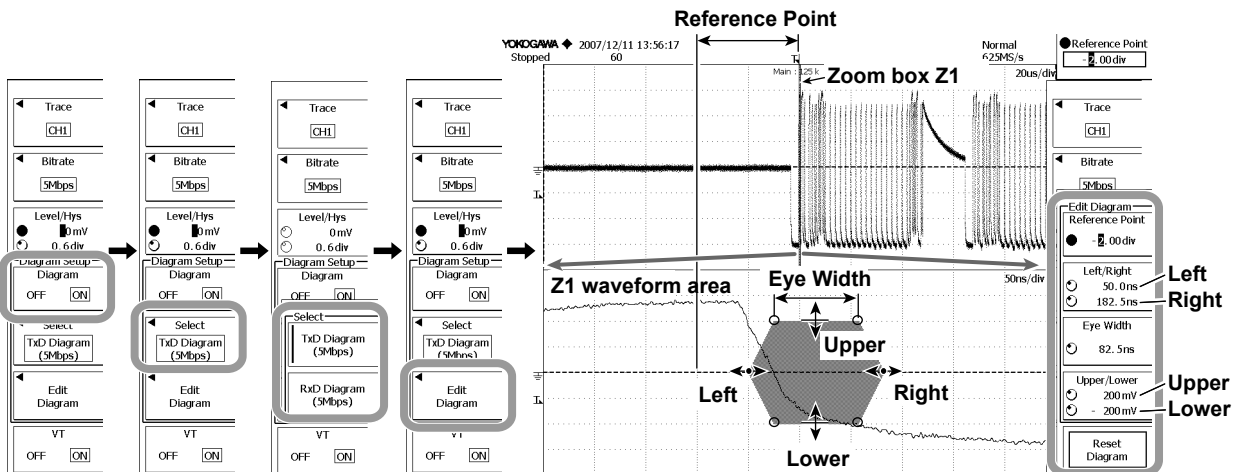 Reference Point
YOKOGAWA ◆ 2007/12/11 13:56:17
Stopped 60
Normal
625MS/s
20us/div
Main : 125 k
Zoom box Z1
Reference Point
-2.00div
Trace
CH1
Bitrate
5Mbps
Level/Hys
0mV
0.6div
Diagram Setup
Diagram
OFF ON
Select
TxD Diagram
(5Mbps)
Edit
Diagram
VT
OFF ON
Trace
CH1
Bitrate
5Mbps
Level/Hys
0mV
0.6div
Diagram Setup
Diagram
OFF ON
Select
TxD Diagram
(5Mbps)
Edit
Diagram
VT
OFF ON
Trace
CH1
Bitrate
5Mbps
Level/Hys
0mV
0.6div
Diagram Setup
Diagram
OFF ON
Select
TxD Diagram
(5Mbps)
RxD Diagram
(5Mbps)
VT
OFF ON
Trace
CH1
Bitrate
5Mbps
Level/Hys
0mV
0.6div
Diagram Setup
Diagram
OFF ON
Select
TxD Diagram
(5Mbps)
Edit
Diagram
VT
OFF ON
Z1 waveform area
Eye Width
50ns/div
Upper
Left
Right
Lower
Trace
CH1
Bitrate
5Mbps
Edit Diagram
Reference Point
-2.00div
Left/Right
50.0ns
182.5ns
Left
Right
Eye Width
82.5ns
Upper/Lower
200mV
- 200mV
Upper
Lower
Reset
Diagram